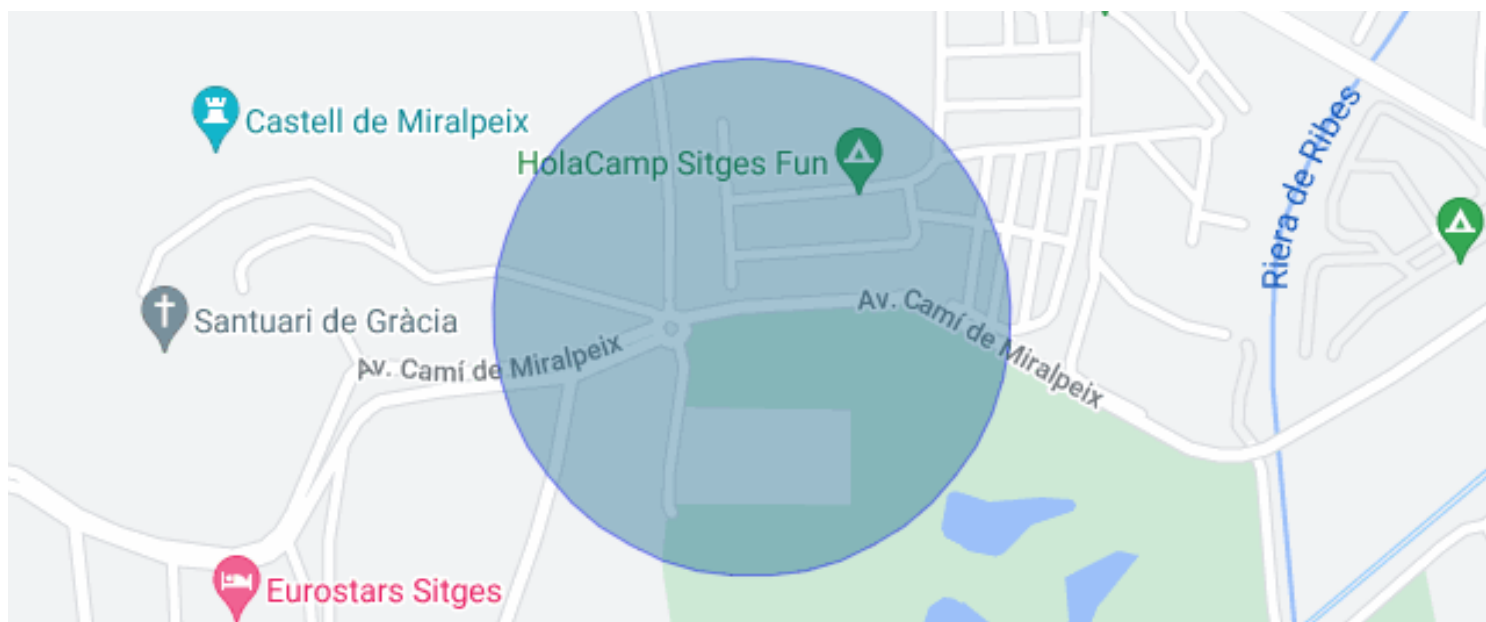 Castell de Miralpeix
HolaCamp Sitges Fun
Riera de Ribes
Santuari de Gràcia
Av. Camí de Miralpeix
Av. Camí de Miralpeix
Eurostars Sitges